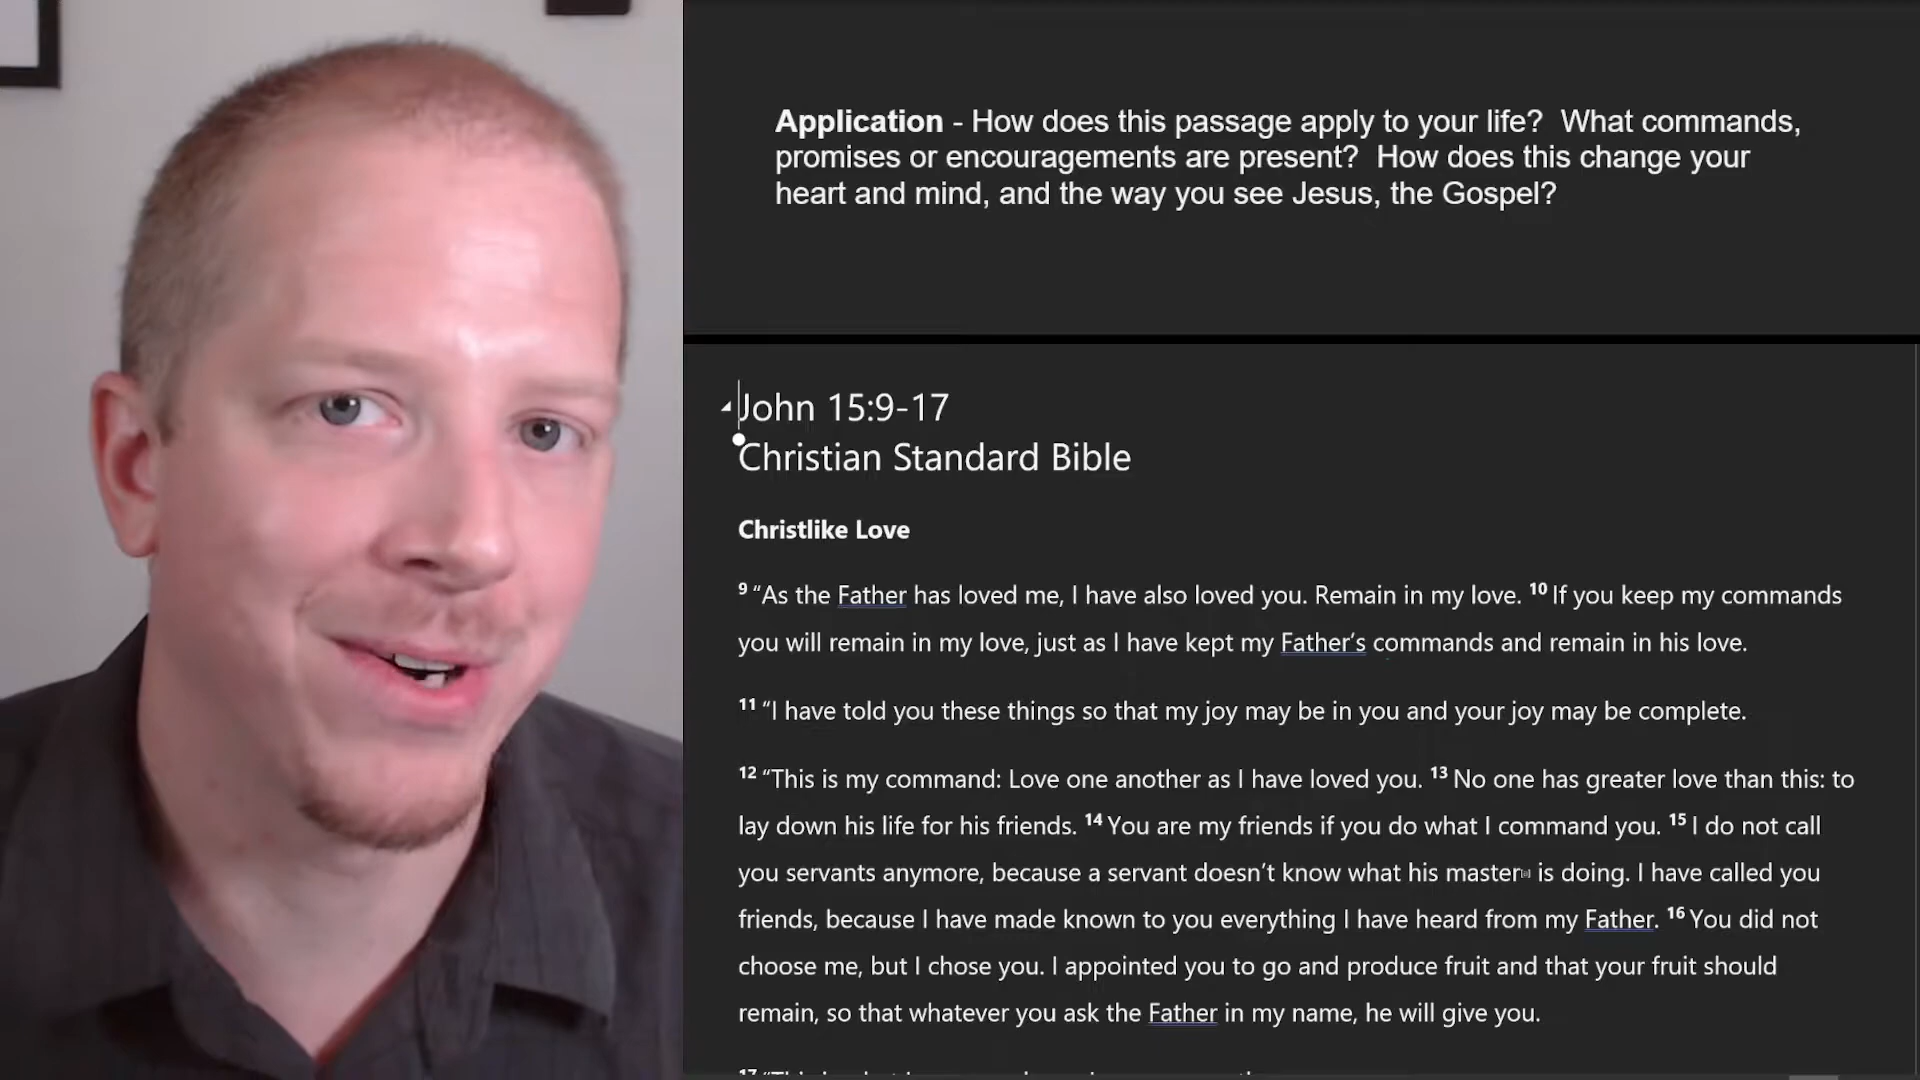 Application - How does this passage apply to your life?  What commands,
promises or encouragements are present?  How does this change your
heart and mind, and the way you see Jesus, the Gospel?
John 15:9-17
Christian Standard Bible
Christlike Love
9 “As the Father has loved me, I have also loved you. Remain in my love. 10 If you keep my commands
you will remain in my love, just as I have kept my Father’s commands and remain in his love.
11 “I have told you these things so that my joy may be in you and your joy may be complete.
12 “This is my command: Love one another as I have loved you. 13 No one has greater love than this: to
lay down his life for his friends. 14 You are my friends if you do what I command you. 15 I do not call
you servants anymore, because a servant doesn’t know what his master is doing. I have called you
friends, because I have made known to you everything I have heard from my Father. 16 You did not
choose me, but I chose you. I appointed you to go and produce fruit and that your fruit should
remain, so that whatever you ask the Father in my name, he will give you.